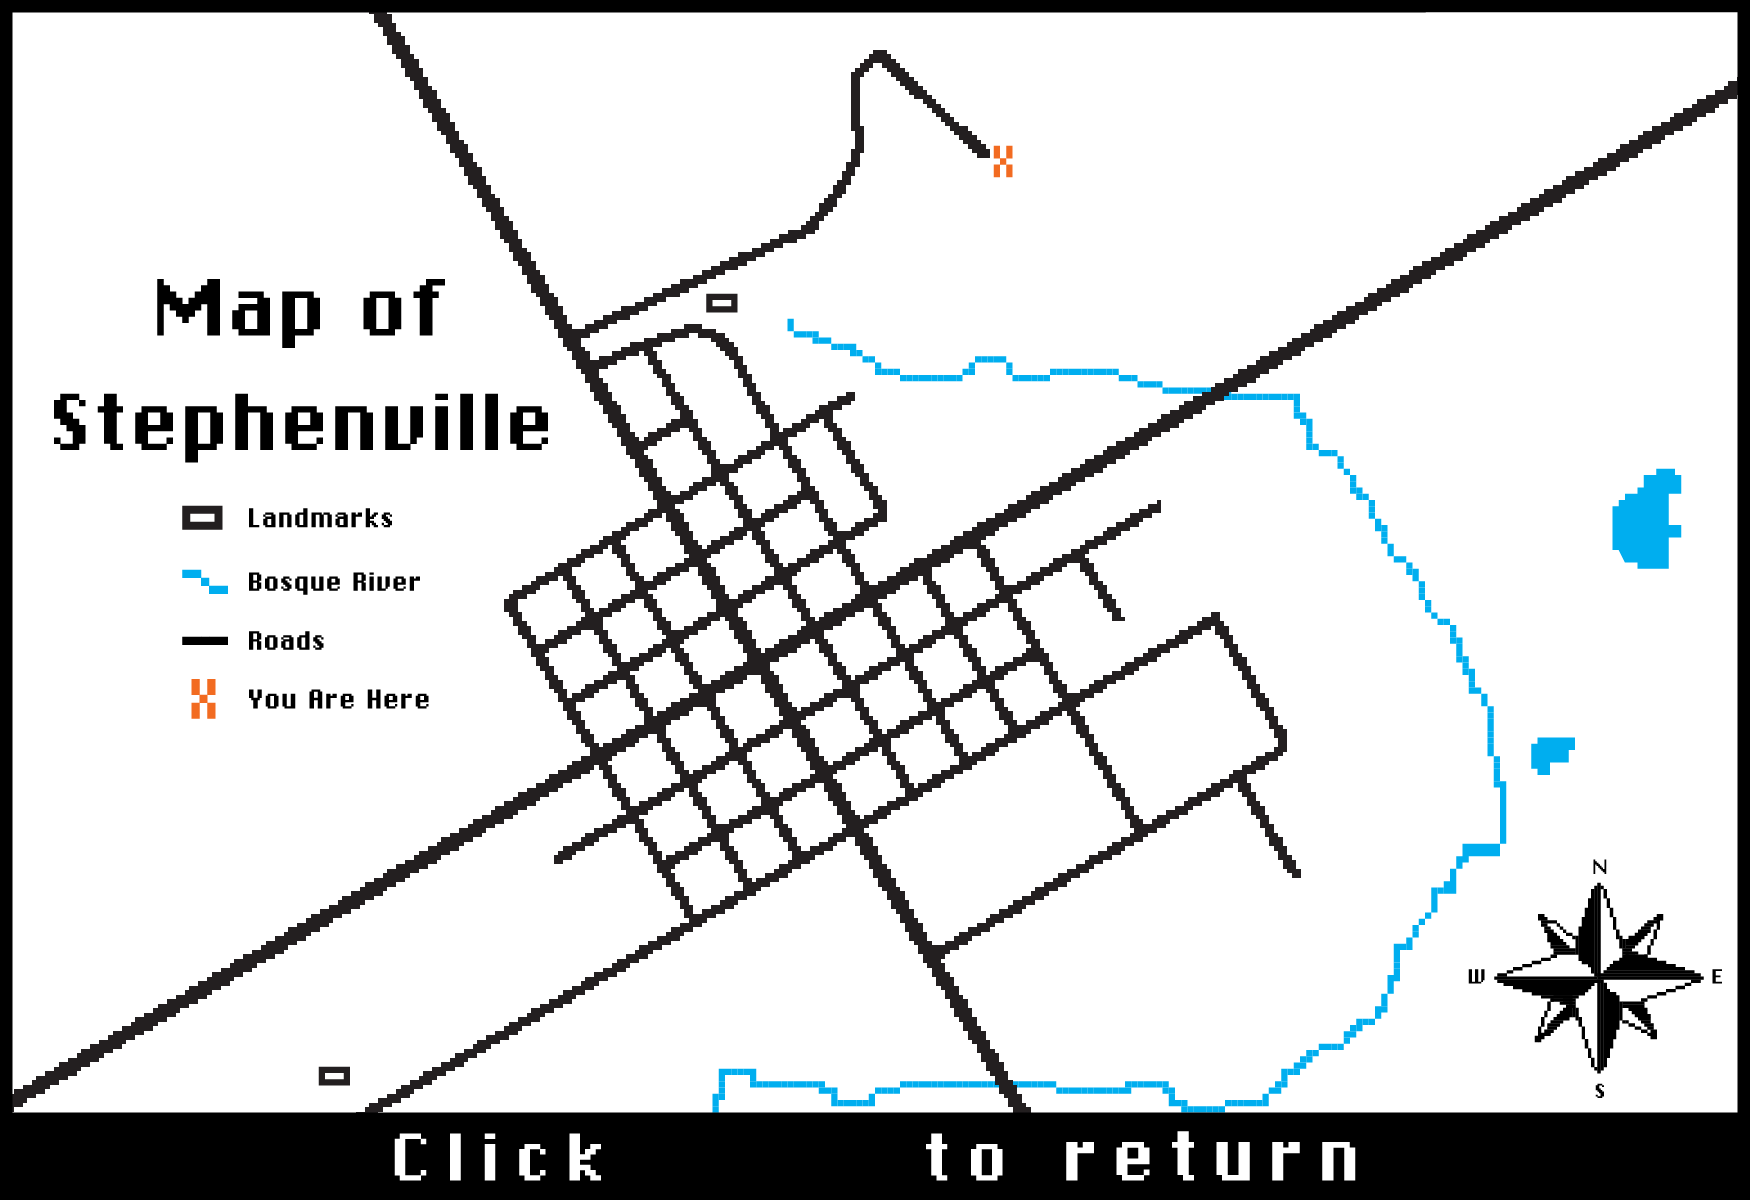 Map of
Stephenville
Landmarks
Bosque River
Roads
X You Are Here
X
N
W E
S
Click to return